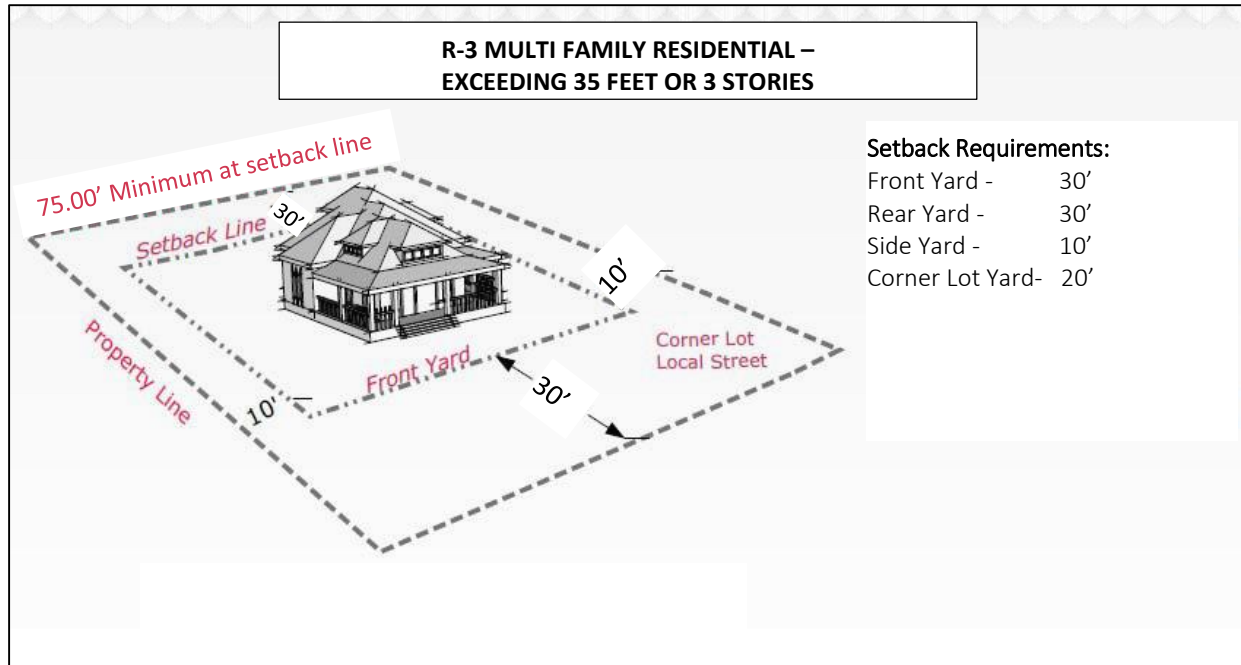 R-3 MULTI FAMILY RESIDENTIAL –
EXCEEDING 35 FEET OR 3 STORIES
75.00’ Minimum at setback line
Setback Line
30’
10’
Property Line
10’
Front Yard
30’
Corner Lot
Local Street
Setback Requirements:
Front Yard - 30’
Rear Yard - 30’
Side Yard - 10’
Corner Lot Yard- 20’